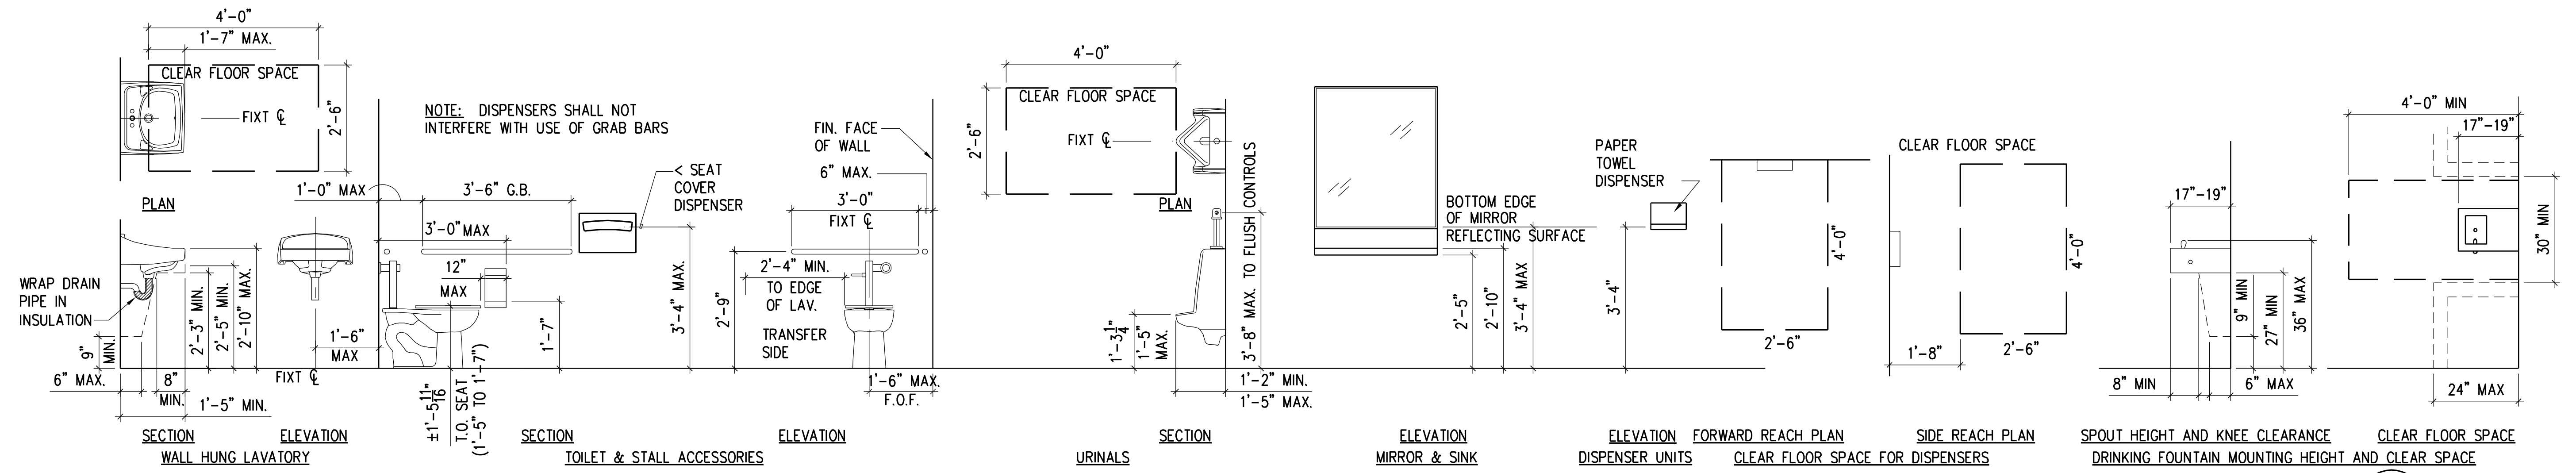 4'-0"
1'-7" MAX.
CLEAR FLOOR SPACE
FIXT ℄
2'-6"
PLAN
WRAP DRAIN
PIPE IN
INSULATION
9"
MIN.
6" MAX.
8"
MIN.
1'-5" MIN.
2'-3" MIN.
2'-5" MIN.
2'-10" MAX.
SECTION
1'-6"
MAX
FIXT ℄
ELEVATION
WALL HUNG LAVATORY
NOTE: DISPENSERS SHALL NOT
INTERFERE WITH USE OF GRAB BARS
1'-0" MAX
3'-6" G.B.
3'-0" MAX
12"
MAX
< SEAT
COVER
DISPENSER
1'-7"
3'-4" MAX.
±1'-5 11/16"
T.O. SEAT
(1'-5" TO 1'-7")
SECTION
FIN. FACE
OF WALL
6" MAX.
3'-0"
FIXT ℄
2'-4" MIN.
TO EDGE
OF LAV.
2'-9"
TRANSFER
SIDE
1'-6" MAX.
F.O.F.
ELEVATION
TOILET & STALL ACCESSORIES
4'-0"
CLEAR FLOOR SPACE
2'-6"
FIXT ℄
PLAN
3'-8" MAX. TO FLUSH CONTROLS
1'-3 1/4"
1'-5"
MAX.
1'-2" MIN.
1'-5" MAX.
SECTION
URINALS
BOTTOM EDGE
OF MIRROR
REFLECTING SURFACE
2'-5"
2'-10"
3'-4" MAX
ELEVATION
MIRROR & SINK
PAPER
TOWEL
DISPENSER
3'-4"
ELEVATION
DISPENSER UNITS
4'-0"
2'-6"
FORWARD REACH PLAN
CLEAR FLOOR SPACE
4'-0"
1'-8"
2'-6"
SIDE REACH PLAN
CLEAR FLOOR SPACE FOR DISPENSERS
17"-19"
9" MIN
27" MIN
36" MAX
8" MIN
6" MAX
SPOUT HEIGHT AND KNEE CLEARANCE
4'-0" MIN
17"-19"
30" MIN
24" MAX
CLEAR FLOOR SPACE
DRINKING FOUNTAIN MOUNTING HEIGHT AND CLEAR SPACE